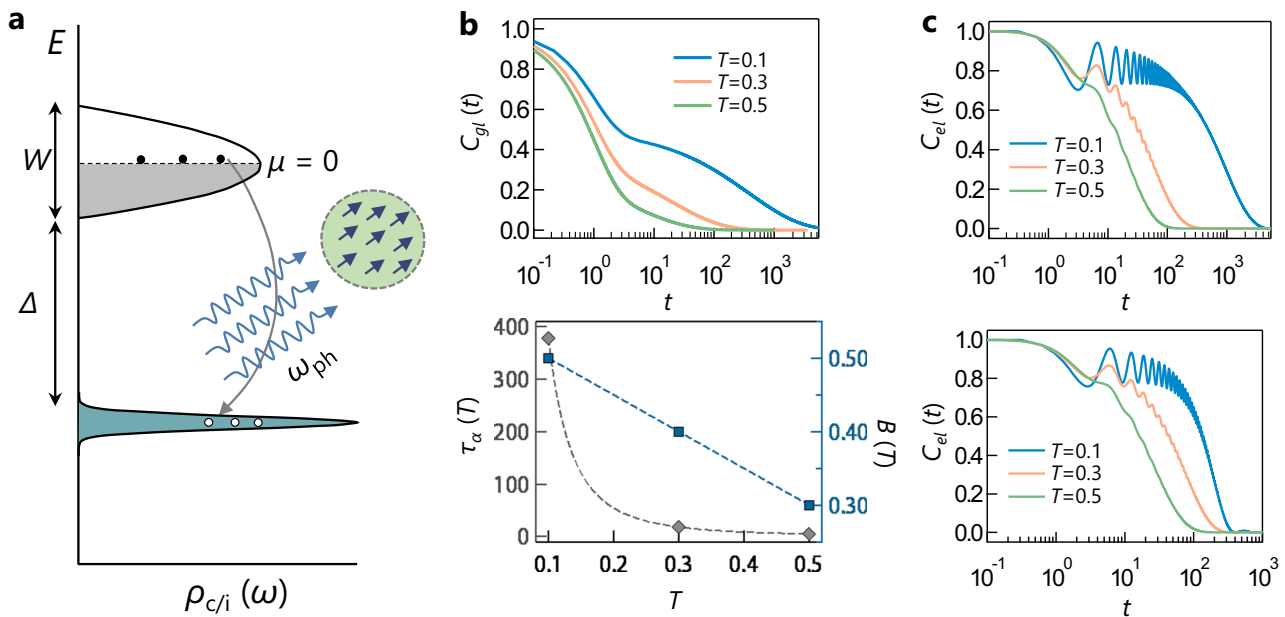 a
E
W
μ = 0
Δ
ω_ph
ρ_c/i (ω)
b
C_gl (t)
1.0
0.8
0.6
0.4
0.2
0.0
T=0.1
T=0.3
T=0.5
10^-1 10^0 10^1 10^2 10^3
t
τ_α (T)
400
300
200
100
0
0.50
0.40
0.30
B (T)
0.1 0.2 0.3 0.4 0.5
T
c
C_el (t)
1.0
0.8
0.6
0.4
0.2
0.0
T=0.1
T=0.3
T=0.5
10^-1 10^0 10^1 10^2 10^3
t
C_el (t)
1.0
0.8
0.6
0.4
0.2
0.0
T=0.1
T=0.3
T=0.5
10^-1 10^0 10^1 10^2 10^3
t